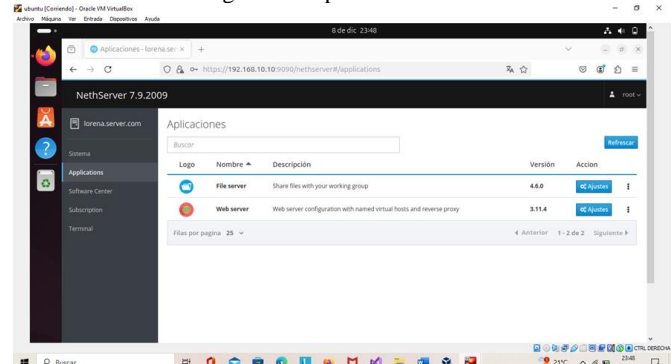 ubuntu [Corriendo] - Oracle VM VirtualBox
Archivo Máquina Ver Entrada Dispositivos Ayuda
8 de dic 23:48
Aplicaciones - lorena.ser
https://192.168.10.10:9090/nethserver#/applications
NethServer 7.9.2009
root
lorena.server.com
Aplicaciones
Buscar
Refrescar
Sistema
Applications
Software Center
Subscription
Terminal
Logo Nombre Descripción Versión Accion
File server Share files with your working group 4.6.0 Ajustes
Web server Web server configuration with named virtual hosts and reverse proxy 3.11.4 Ajustes
Filas por pagina 25 Anterior 1 - 2 de 2 Siguiente
CTRL DERECHA
Buscar
21°C
23:48